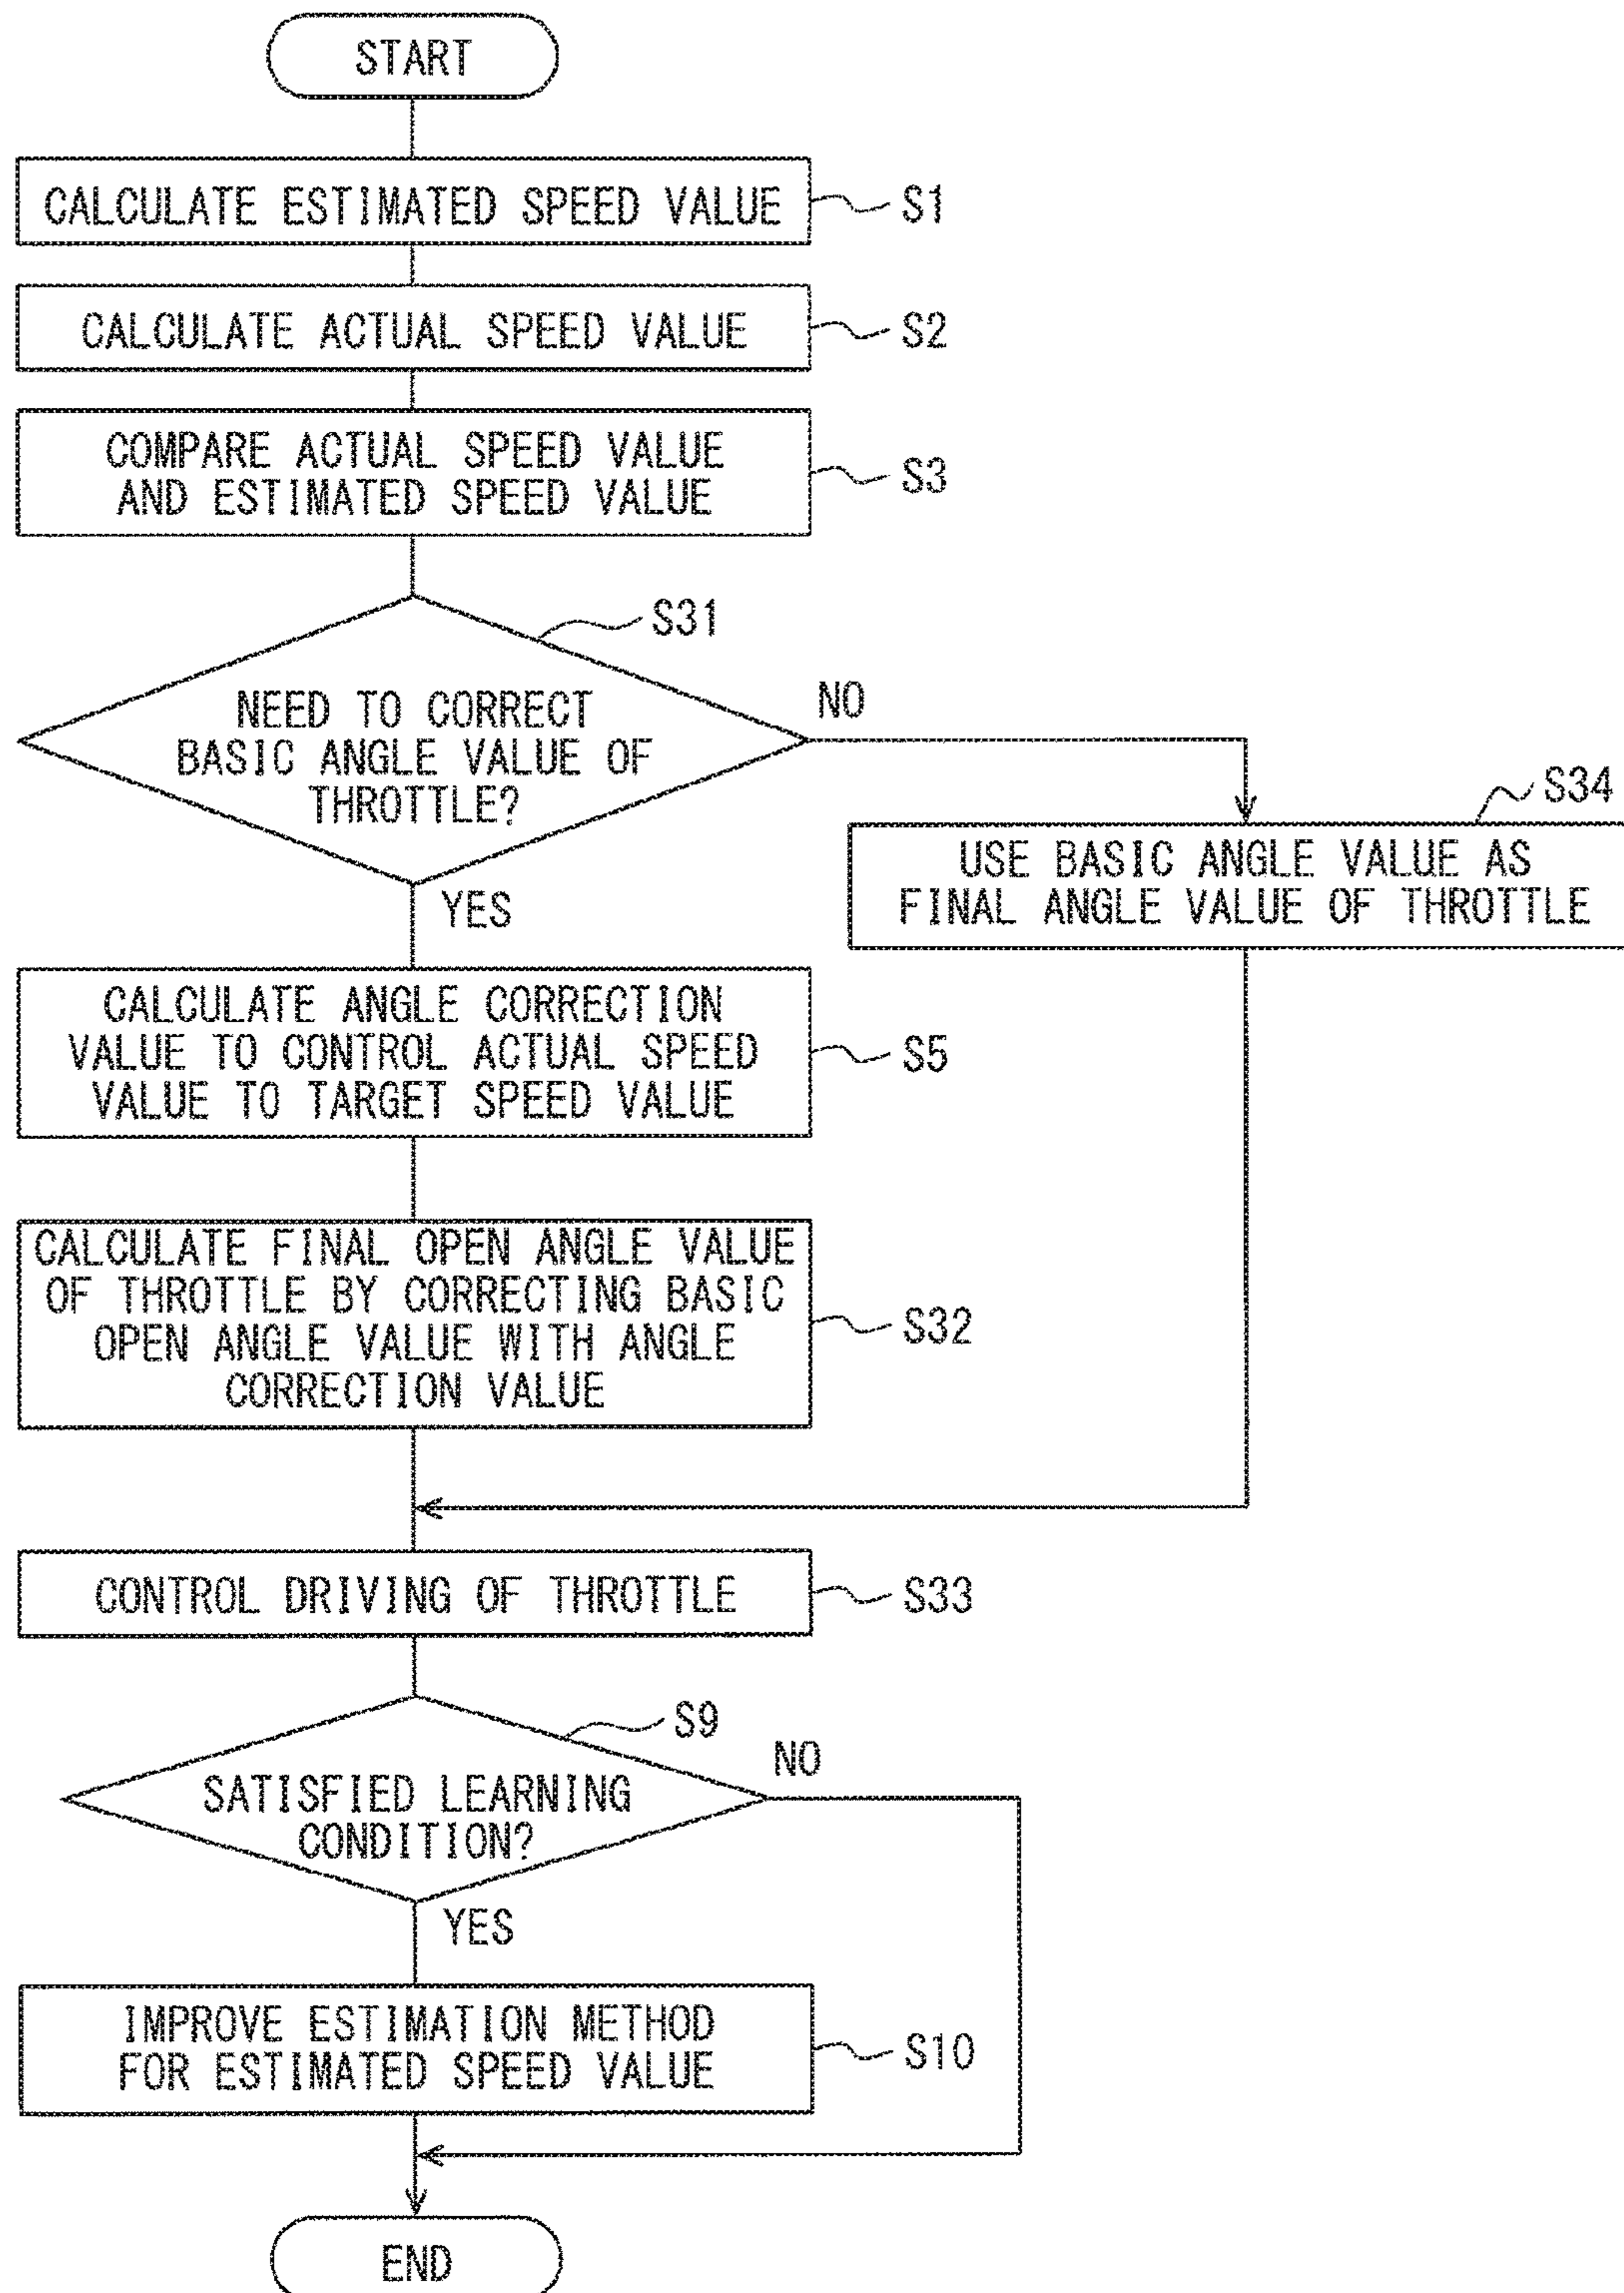 START
CALCULATE ESTIMATED SPEED VALUE
S1
CALCULATE ACTUAL SPEED VALUE
S2
COMPARE ACTUAL SPEED VALUE
AND ESTIMATED SPEED VALUE
S3
S31
NEED TO CORRECT
BASIC ANGLE VALUE OF
THROTTLE?
NO
YES
S34
USE BASIC ANGLE VALUE AS
FINAL ANGLE VALUE OF THROTTLE
CALCULATE ANGLE CORRECTION
VALUE TO CONTROL ACTUAL SPEED
VALUE TO TARGET SPEED VALUE
S5
CALCULATE FINAL OPEN ANGLE VALUE
OF THROTTLE BY CORRECTING BASIC
OPEN ANGLE VALUE WITH ANGLE
CORRECTION VALUE
S32
CONTROL DRIVING OF THROTTLE
S33
S9
SATISFIED LEARNING
CONDITION?
NO
YES
IMPROVE ESTIMATION METHOD
FOR ESTIMATED SPEED VALUE
S10
END